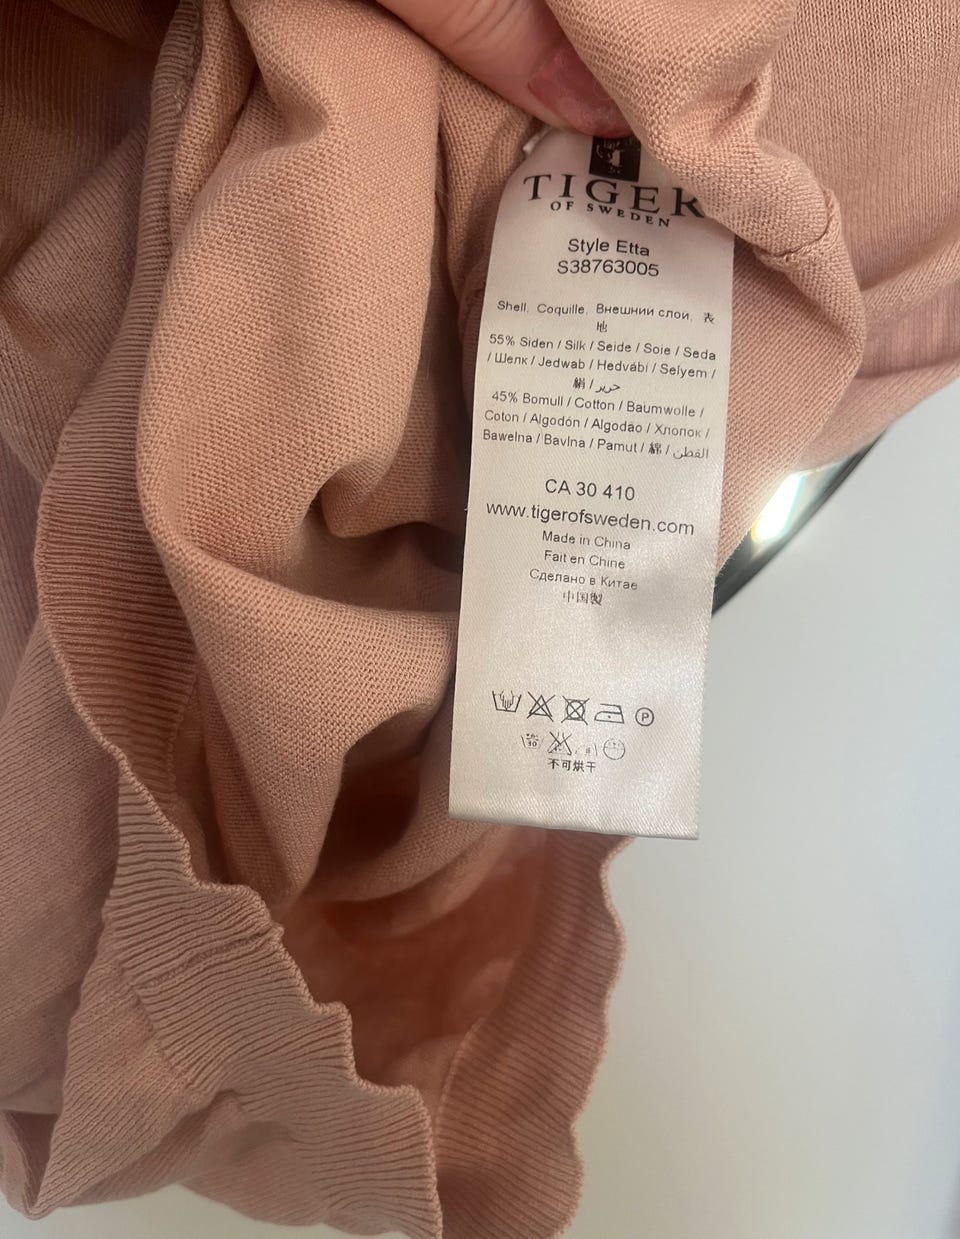 TIGER
OF SWEDEN
Style Etta
S38763005
Shell, Coquille, Внешнии слои, 表
地
55% Siden / Silk / Seide / Soie / Seda
/ Шелк / Jedwab / Hedvábí / Selyem /
絹 / حرير
45% Bomull / Cotton / Baumwolle /
Coton / Algodón / Algodão / Хлопок /
Bawełna / Bavlna / Pamut / 綿 / القطن
CA 30 410
www.tigerofsweden.com
Made in China
Fait en Chine
Сделано в Китае
中国製
P
30
不可烘干